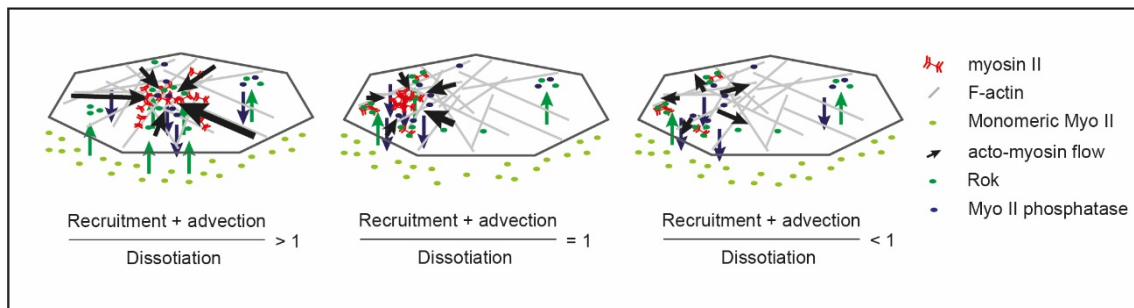 Recruitment + advection
Dissotiation
> 1
Recruitment + advection
Dissotiation
= 1
Recruitment + advection
Dissotiation
< 1
myosin II
F-actin
Monomeric Myo II
acto-myosin flow
Rok
Myo II phosphatase